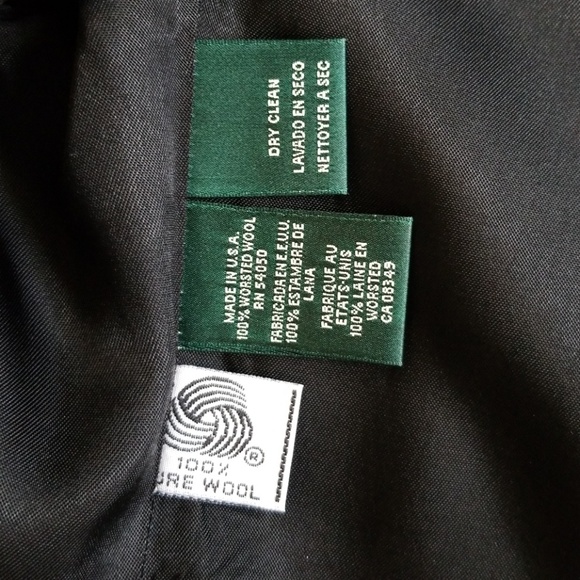 DRY CLEAN
LAVADO EN SECO
NETTOYER A SEC
MADE IN U.S.A.
100% WORSTED WOOL
RN 54050
FABRICADA EN E.E.U.U.
100% ESTAMBRE DE
LANA
FABRIQUE AU
ETATS-UNIS
100% LAINE EN
WORSTED
CA 08349
®
100%
URE WOOL